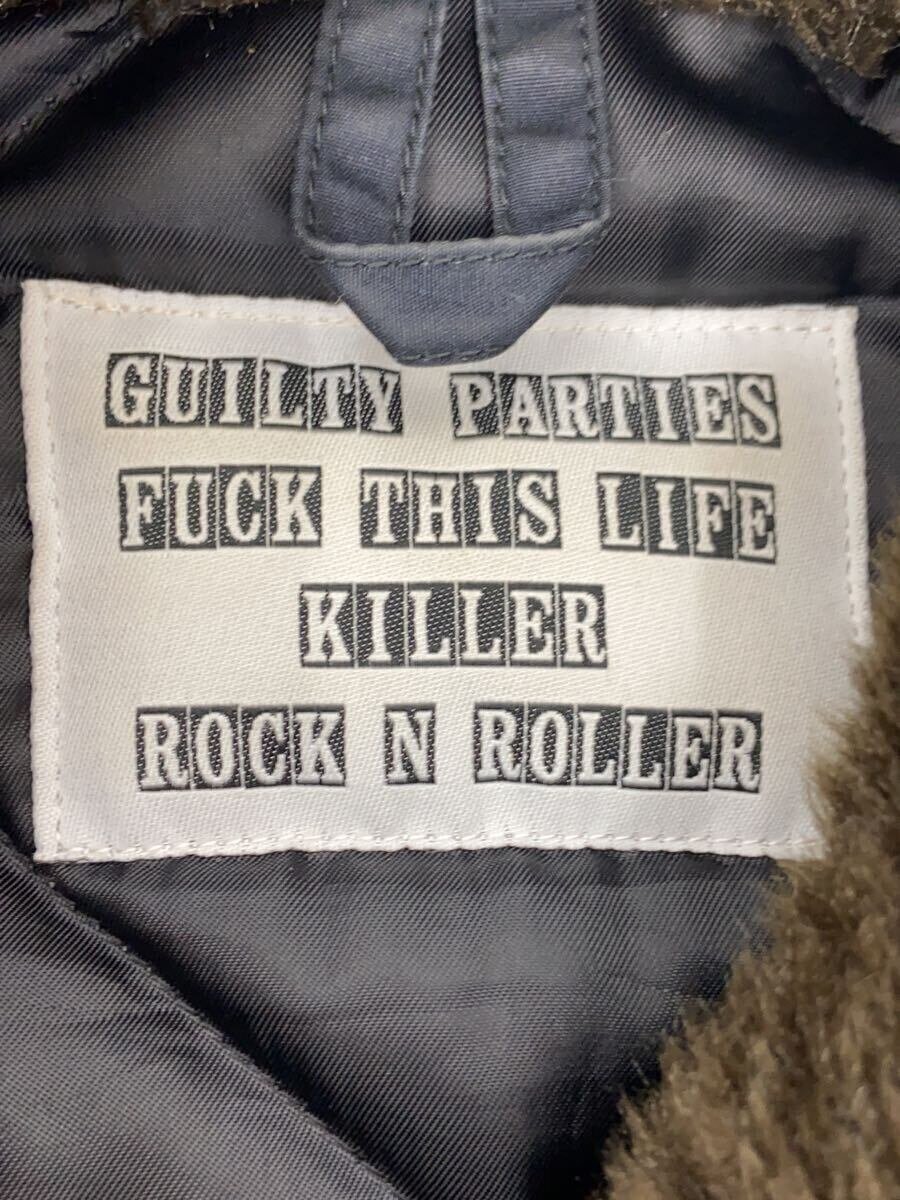 GUILTY PARTIES
FUCK THIS LIFE
KILLER
ROCK N ROLLER